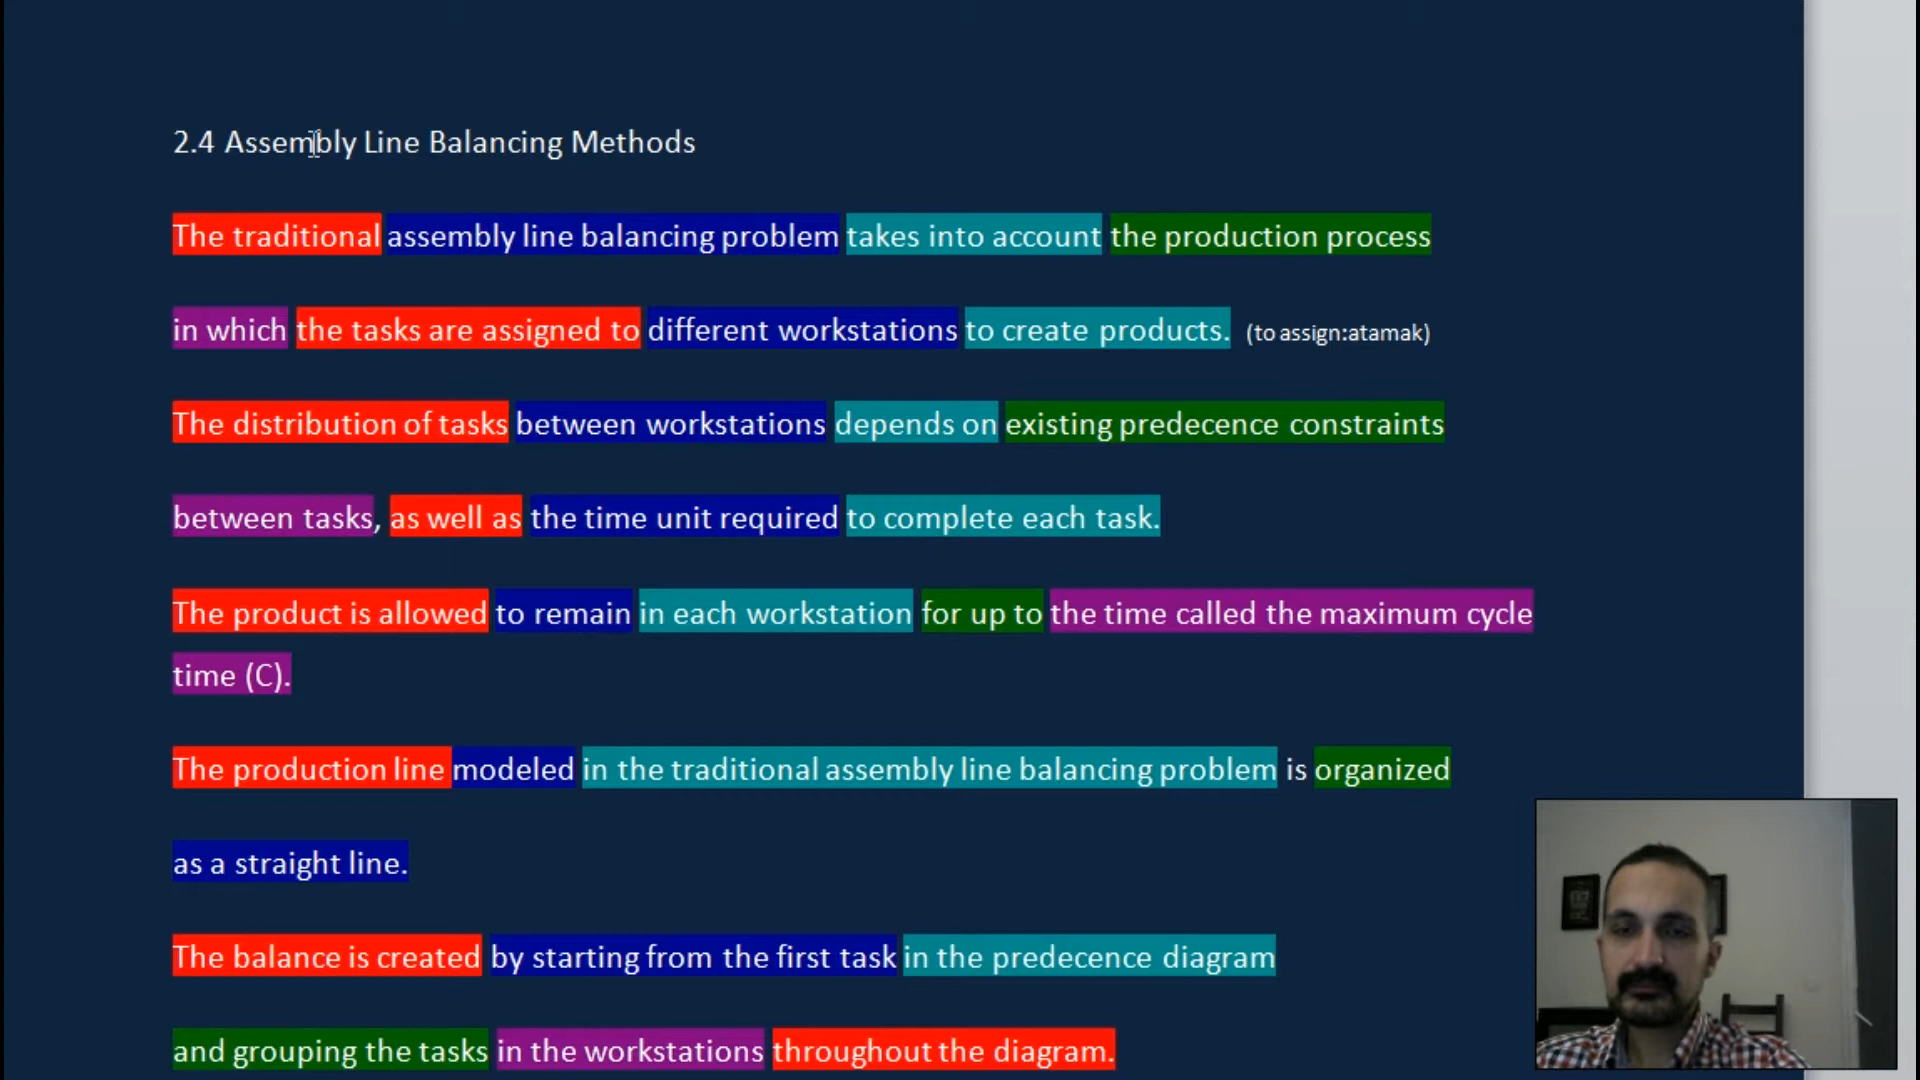 2.4 Assembly Line Balancing Methods
The traditional assembly line balancing problem takes into account the production process
in which the tasks are assigned to different workstations to create products. (to assign:atamak)
The distribution of tasks between workstations depends on existing predecence constraints
between tasks, as well as the time unit required to complete each task.
The product is allowed to remain in each workstation for up to the time called the maximum cycle
time (C).
The production line modeled in the traditional assembly line balancing problem is organized
as a straight line.
The balance is created by starting from the first task in the predecence diagram
and grouping the tasks in the workstations throughout the diagram.